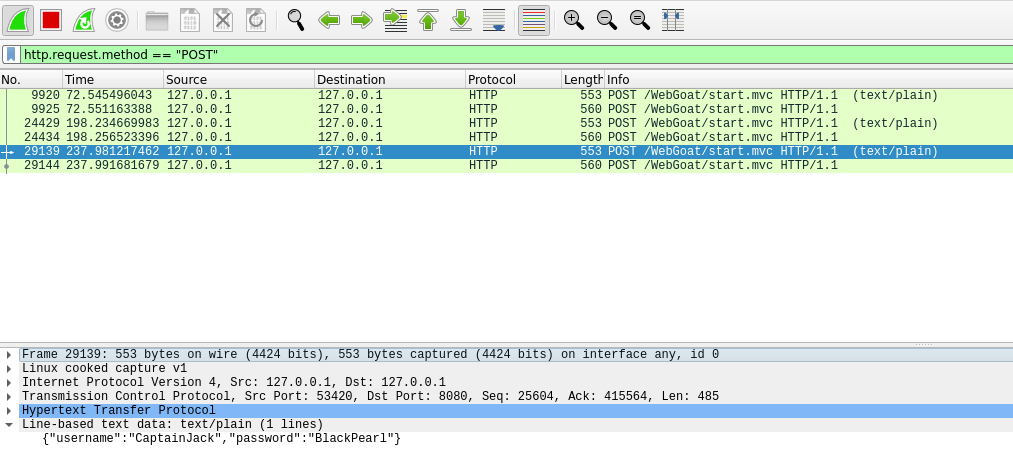 http.request.method == "POST"
No. Time Source Destination Protocol Length Info
9920 72.545496043 127.0.0.1 127.0.0.1 HTTP 553 POST /WebGoat/start.mvc HTTP/1.1 (text/plain)
9925 72.551163388 127.0.0.1 127.0.0.1 HTTP 560 POST /WebGoat/start.mvc HTTP/1.1
24429 198.234669983 127.0.0.1 127.0.0.1 HTTP 553 POST /WebGoat/start.mvc HTTP/1.1 (text/plain)
24434 198.256523396 127.0.0.1 127.0.0.1 HTTP 560 POST /WebGoat/start.mvc HTTP/1.1
29139 237.981217462 127.0.0.1 127.0.0.1 HTTP 553 POST /WebGoat/start.mvc HTTP/1.1 (text/plain)
29144 237.991681679 127.0.0.1 127.0.0.1 HTTP 560 POST /WebGoat/start.mvc HTTP/1.1
Frame 29139: 553 bytes on wire (4424 bits), 553 bytes captured (4424 bits) on interface any, id 0
Linux cooked capture v1
Internet Protocol Version 4, Src: 127.0.0.1, Dst: 127.0.0.1
Transmission Control Protocol, Src Port: 53420, Dst Port: 8080, Seq: 25604, Ack: 415564, Len: 485
Hypertext Transfer Protocol
Line-based text data: text/plain (1 lines)
{"username":"CaptainJack","password":"BlackPearl"}